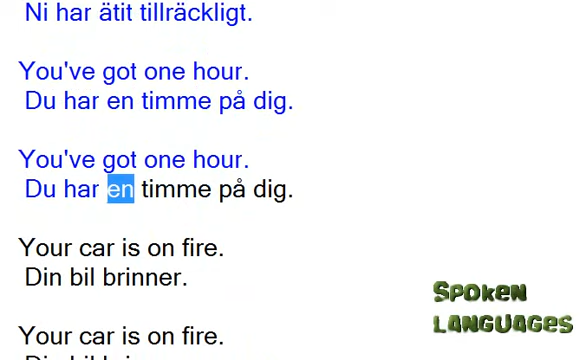 Ni har ätit tillräckligt.
You've got one hour.
Du har en timme på dig.
You've got one hour.
Du har en timme på dig.
Your car is on fire.
Din bil brinner.
Your car is on fire.
Spoken
Languages